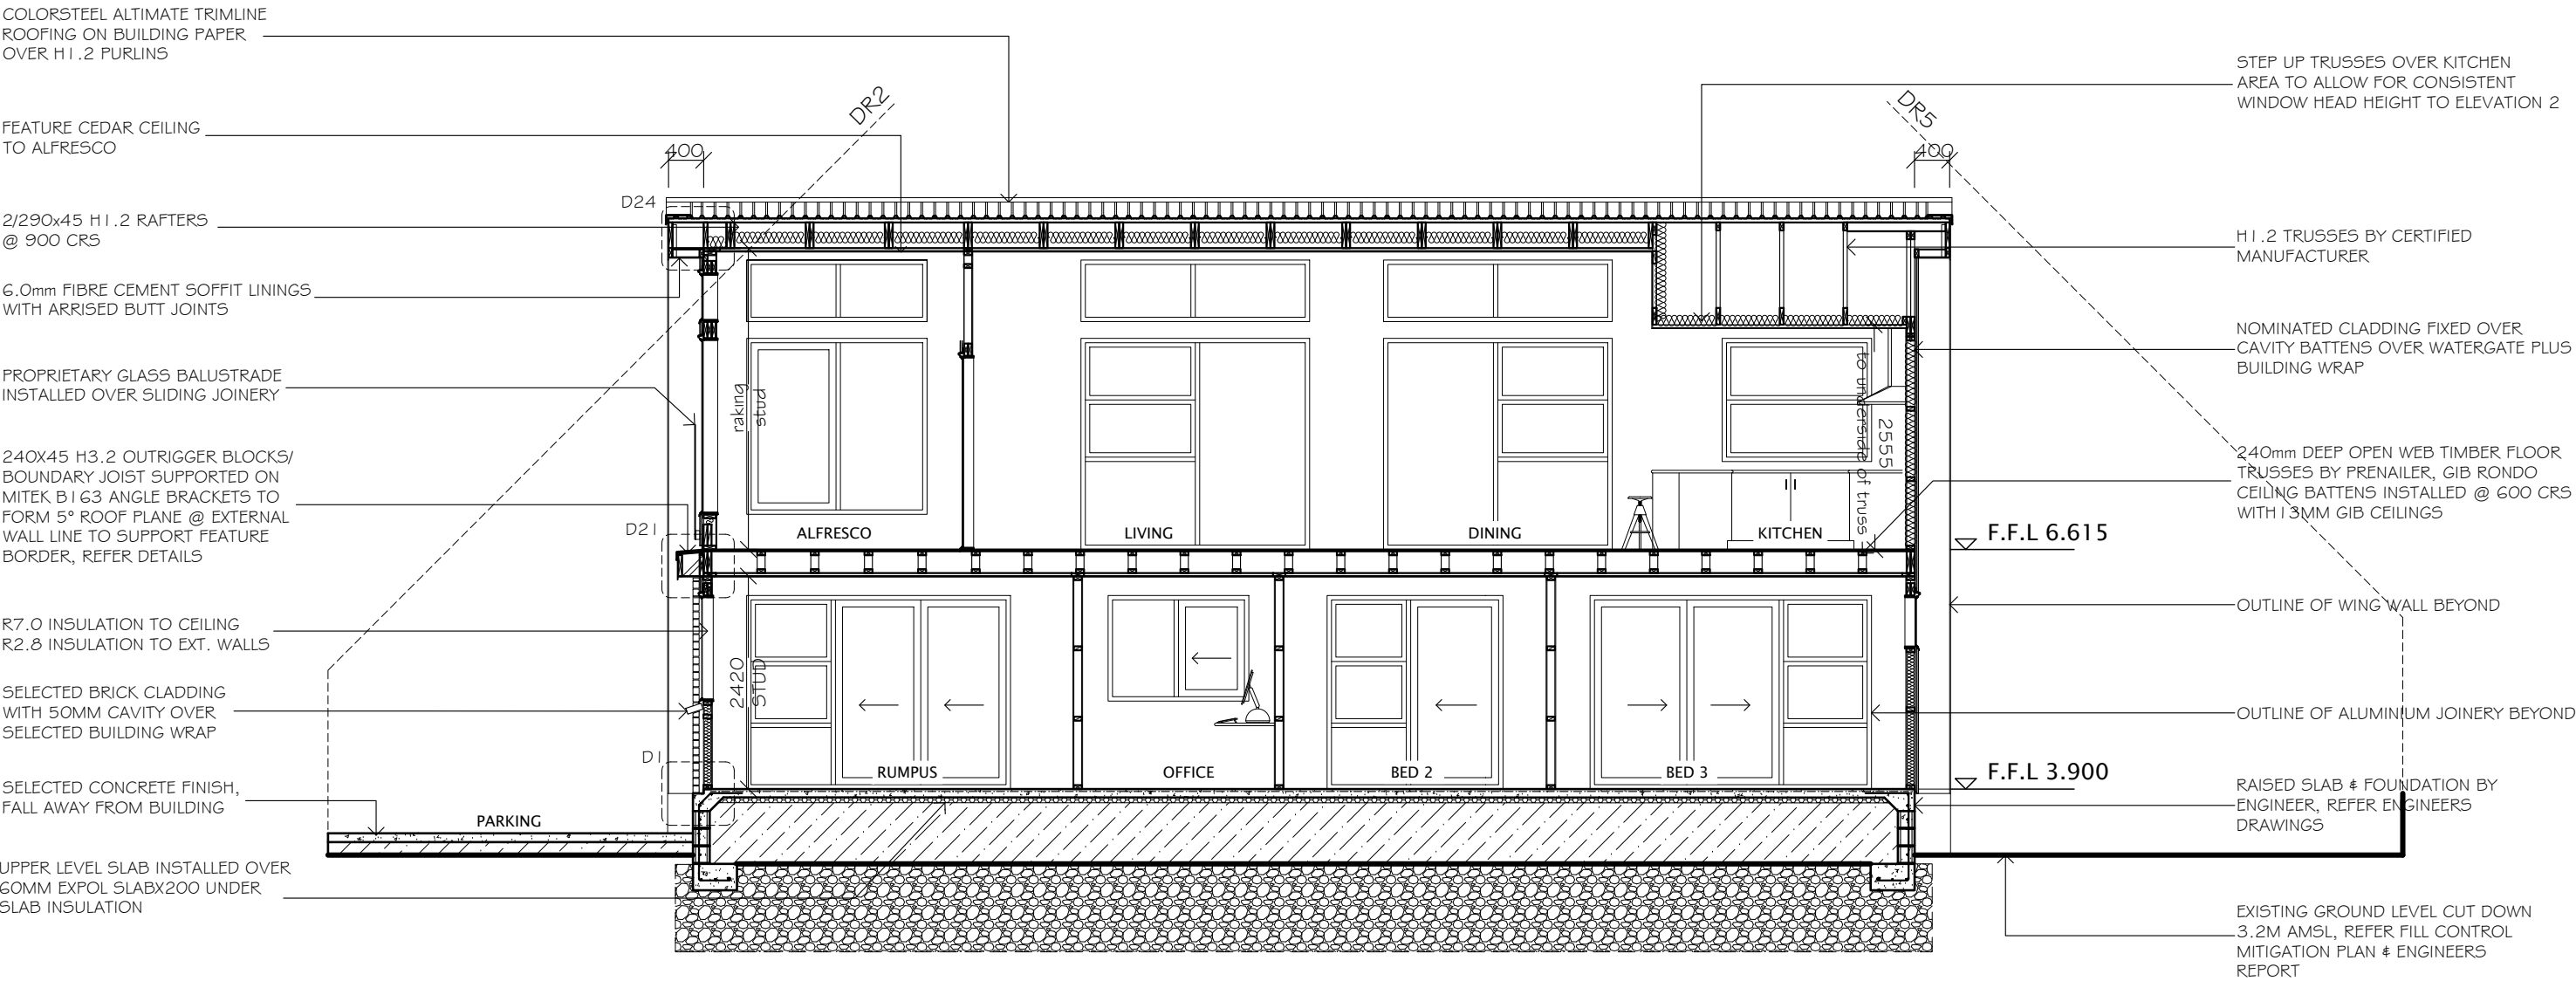 COLORSTEEL ALTIMATE TRIMLINE
ROOFING ON BUILDING PAPER
OVER H1.2 PURLINS
FEATURE CEDAR CEILING
TO ALFRESCO
2/290x45 H1.2 RAFTERS
@ 900 CRS
6.0mm FIBRE CEMENT SOFFIT LININGS
WITH ARRISED BUTT JOINTS
PROPRIETARY GLASS BALUSTRADE
INSTALLED OVER SLIDING JOINERY
240X45 H3.2 OUTRIGGER BLOCKS/
BOUNDARY JOIST SUPPORTED ON
MITEK B163 ANGLE BRACKETS TO
FORM 5° ROOF PLANE @ EXTERNAL
WALL LINE TO SUPPORT FEATURE
BORDER, REFER DETAILS
R7.0 INSULATION TO CEILING
R2.8 INSULATION TO EXT. WALLS
SELECTED BRICK CLADDING
WITH 50MM CAVITY OVER
SELECTED BUILDING WRAP
SELECTED CONCRETE FINISH,
FALL AWAY FROM BUILDING
UPPER LEVEL SLAB INSTALLED OVER
60MM EXPOL SLABX200 UNDER
SLAB INSULATION
DR2
DR5
400
400
D24
D21
D1
raking
stud
to underside of truss
2555
ALFRESCO
LIVING
DINING
KITCHEN
2420
STUD
RUMPUS
OFFICE
BED 2
BED 3
PARKING
F.F.L 6.615
F.F.L 3.900
STEP UP TRUSSES OVER KITCHEN
AREA TO ALLOW FOR CONSISTENT
WINDOW HEAD HEIGHT TO ELEVATION 2
H1.2 TRUSSES BY CERTIFIED
MANUFACTURER
NOMINATED CLADDING FIXED OVER
CAVITY BATTENS OVER WATERGATE PLUS
BUILDING WRAP
240mm DEEP OPEN WEB TIMBER FLOOR
TRUSSES BY PRENAILER, GIB RONDO
CEILING BATTENS INSTALLED @ 600 CRS
WITH13MM GIB CEILINGS
OUTLINE OF WING WALL BEYOND
OUTLINE OF ALUMINIUM JOINERY BEYOND
RAISED SLAB & FOUNDATION BY
ENGINEER, REFER ENGINEERS
DRAWINGS
EXISTING GROUND LEVEL CUT DOWN
3.2M AMSL, REFER FILL CONTROL
MITIGATION PLAN & ENGINEERS
REPORT